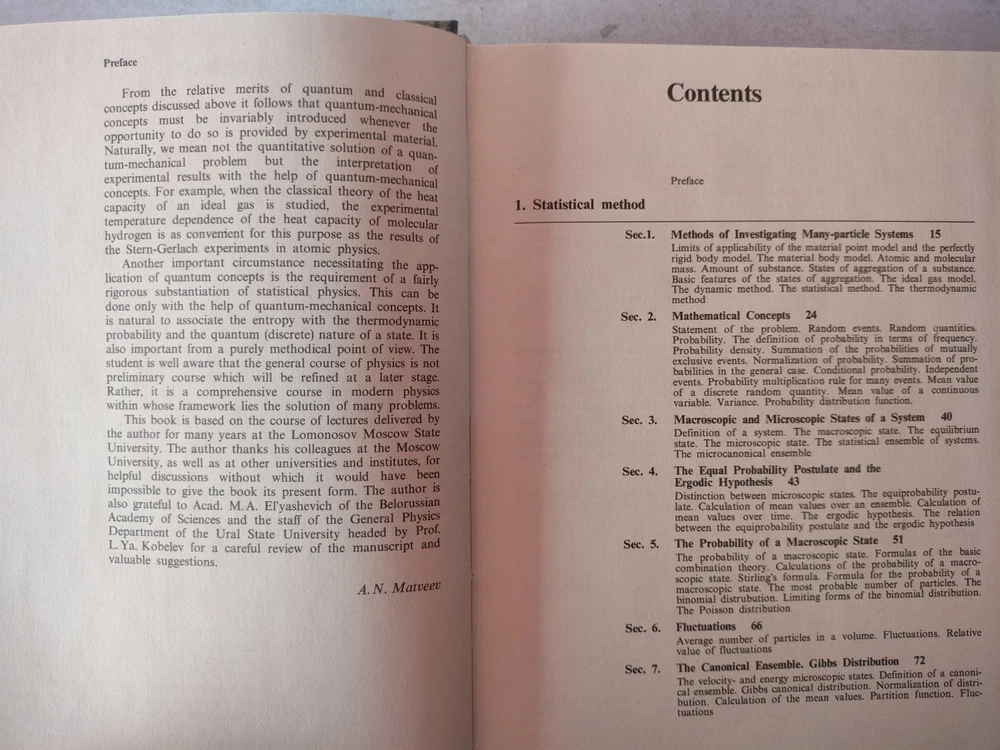 Preface
From the relative merits of quantum and classical
concepts discussed above it follows that quantum-mechanical
concepts must be invariably introduced whenever the
opportunity to do so is provided by experimental material.
Naturally, we mean not the quantitative solution of a quan-
tum-mechanical problem but the interpretation of
experimental results with the help of quantum-mechanical
concepts. For example, when the classical theory of the heat
capacity of an ideal gas is studied, the experimental
temperature dependence of the heat capacity of molecular
hydrogen is as convenient for this purpose as the results of
the Stern-Gerlach experiments in atomic physics.
Another important circumstance necessitating the app-
lication of quantum concepts is the requirement of a fairly
rigorous substantiation of statistical physics. This can be
done only with the help of quantum-mechanical concepts. It
is natural to associate the entropy with the thermodynamic
probability and the quantum (discrete) nature of a state. It is
also important from a purely methodical point of view. The
student is well aware that the general course of physics is not
preliminary course which will be refined at a later stage.
Rather, it is a comprehensive course in modern physics
within whose framework lies the solution of many problems.
This book is based on the course of lectures delivered by
the author for many years at the Lomonosov Moscow State
University. The author thanks his colleagues at the Moscow
University, as well as at other universities and institutes, for
helpful discussions without which it would have been
impossible to give the book its present form. The author is
also grateful to Acad. M.A. El'yashevich of the Belorussian
Academy of Sciences and the staff of the General Physics
Department of the Ural State University headed by Prof.
L.Ya. Kobelev for a careful review of the manuscript and
valuable suggestions.
A.N. Matveev
Contents
Preface
1. Statistical method
Sec.1. Methods of Investigating Many-particle Systems 15
Limits of applicability of the material point model and the perfectly
rigid body model. The material body model. Atomic and molecular
mass. Amount of substance. States of aggregation of a substance.
Basic features of the states of aggregation. The ideal gas model.
The dynamic method. The statistical method. The thermodynamic
method
Sec. 2. Mathematical Concepts 24
Statement of the problem. Random events. Random quantities.
Probability. The definition of probability in terms of frequency.
Probability density. Summation of the probabilities of mutually
exclusive events. Normalization of probability. Summation of pro-
babilities in the general case. Conditional probability. Independent
events. Probability multiplication rule for many events. Mean value
of a discrete random quantity. Mean value of a continuous
variable. Variance. Probability distribution function.
Sec. 3. Macroscopic and Microscopic States of a System 40
Definition of a system. The macroscopic state. The equilibrium
state. The microscopic state. The statistical ensemble of systems.
The microcanonical ensemble
Sec. 4. The Equal Probability Postulate and the
Ergodic Hypothesis 43
Distinction between microscopic states. The equiprobability postu-
late. Calculation of mean values over an ensemble. Calculation of
mean values over time. The ergodic hypothesis. The relation
between the equiprobability postulate and the ergodic hypothesis
Sec. 5. The Probability of a Macroscopic State 51
The probability of a macroscopic state. Formulas of the basic
combination theory. Calculations of the probability of a macro-
scopic state. Stirling's formula. Formula for the probability of a
macroscopic state. The most probable number of particles. The
binomial distrubution. Limiting forms of the binomial distribution.
The Poisson distribution
Sec. 6. Fluctuations 66
Average number of particles in a volume. Fluctuations. Relative
value of fluctuations
Sec. 7. The Canonical Ensemble. Gibbs Distribution 72
The velocity- and energy microscopic states. Definition of a canoni-
cal ensemble. Gibbs canonical distribution. Normalization of distri-
bution. Calculation of the mean values. Partition function. Fluc-
tuations